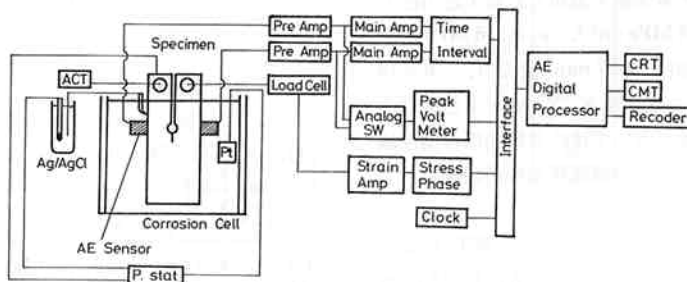 Specimen
ACT
Ag/AgCl
Pt
Corrosion Cell
AE Sensor
P. stat
Pre Amp
Main Amp
Time
Interval
Pre Amp
Main Amp
Load Cell
Analog
SW
Peak
Volt
Meter
Strain
Amp
Stress
Phase
Clock
Interface
AE
Digital
Processor
CRT
CMT
Recoder